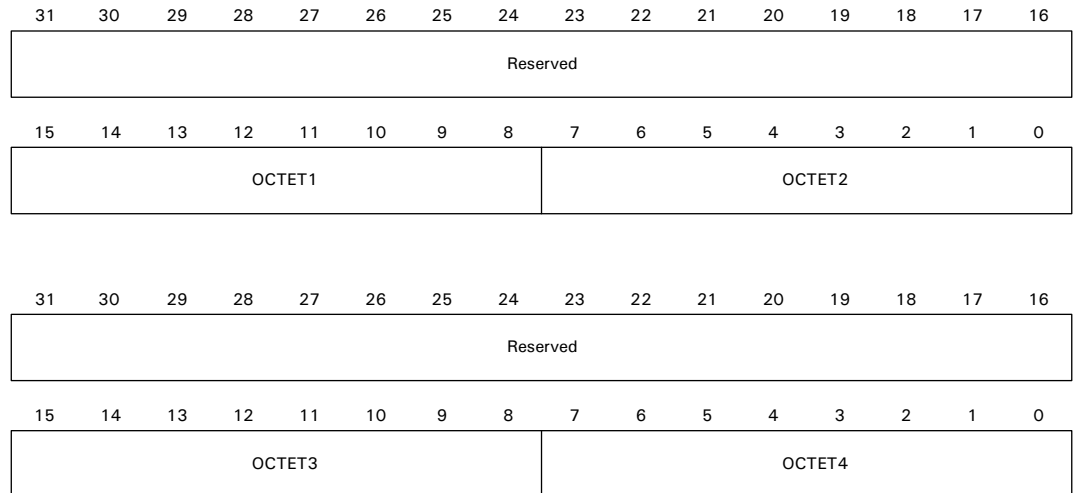 31 30 29 28 27 26 25 24 23 22 21 20 19 18 17 16
Reserved
15 14 13 12 11 10 9 8 7 6 5 4 3 2 1 0
OCTET1 OCTET2
31 30 29 28 27 26 25 24 23 22 21 20 19 18 17 16
Reserved
15 14 13 12 11 10 9 8 7 6 5 4 3 2 1 0
OCTET3 OCTET4